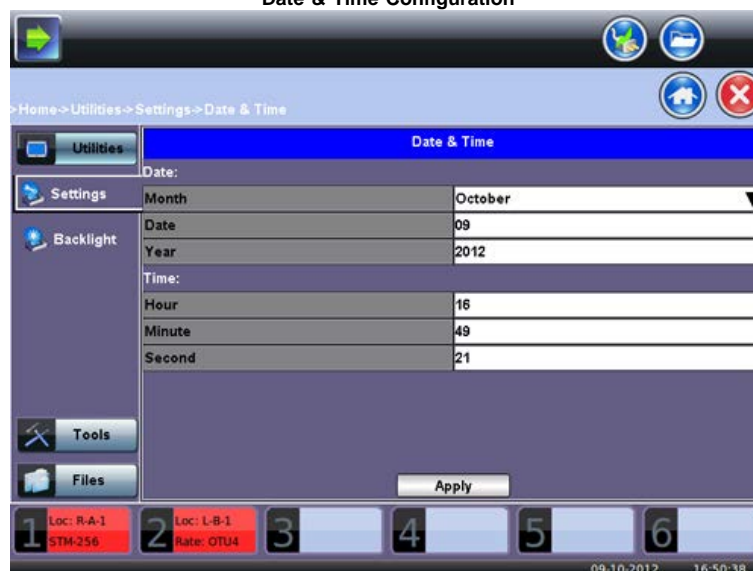 Date & Time Configuration
>Home->Utilities->Settings->Date & Time
Utilities
Date & Time
Settings
Backlight
Date:
Month October
Date 09
Year 2012
Time:
Hour 16
Minute 49
Second 21
Tools
Files
Apply
1 Loc: R-A-1
STM-256
2 Loc: L-B-1
Rate: OTU4
3
4
5
6
09-10-2012 16:50:38